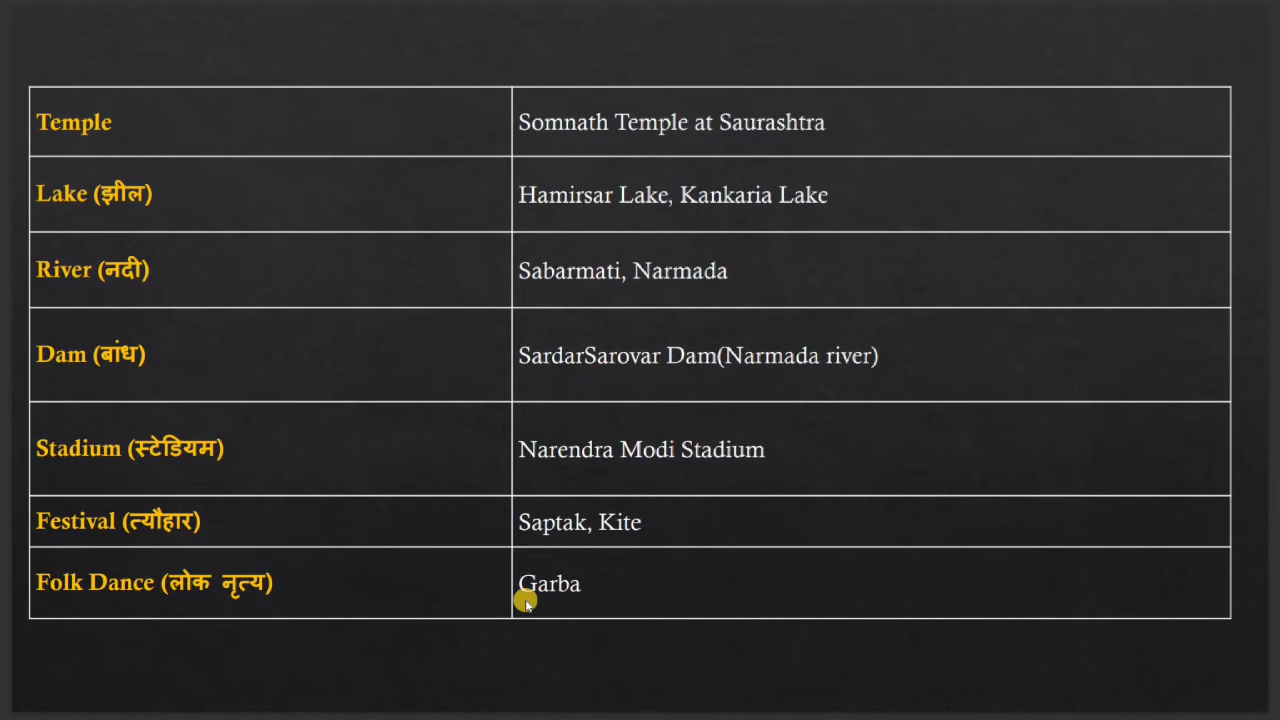 Temple
Somnath Temple at Saurashtra
Lake (झील)
Hamirsar Lake, Kankaria Lake
River (नदी)
Sabarmati, Narmada
Dam (बांध)
SardarSarovar Dam(Narmada river)
Stadium (स्टेडियम)
Narendra Modi Stadium
Festival (त्यौहार)
Saptak, Kite
Folk Dance (लोक नृत्य)
Garba